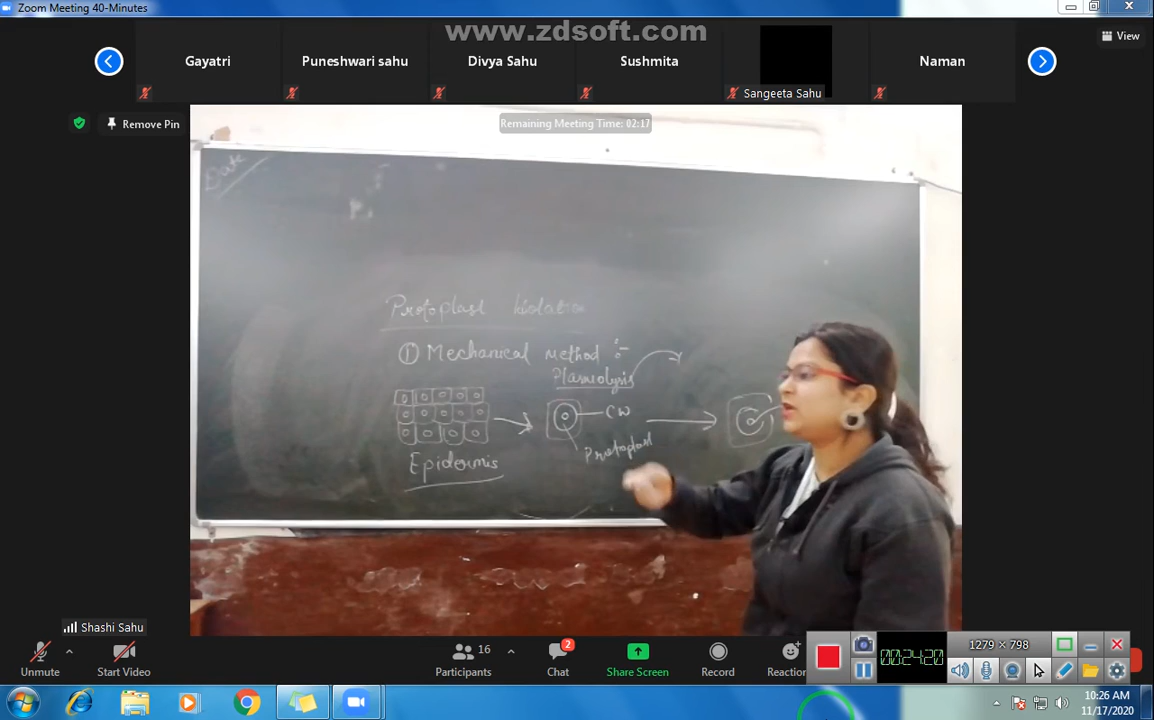 Zoom Meeting 40-Minutes
www.zdsoft.com
View
Gayatri
Puneshwari sahu
Divya Sahu
Sushmita
Sangeeta Sahu
Naman
Remove Pin
Remaining Meeting Time: 02:17
Date
Protoplast Isolation
① Mechanical method :-
Plasmolysis
CW
Protoplast
Epidermis
Shashi Sahu
Unmute
Start Video
16
Participants
2
Chat
Share Screen
Record
Reaction
00:24:20
1279 × 798
10:26 AM
11/17/2020